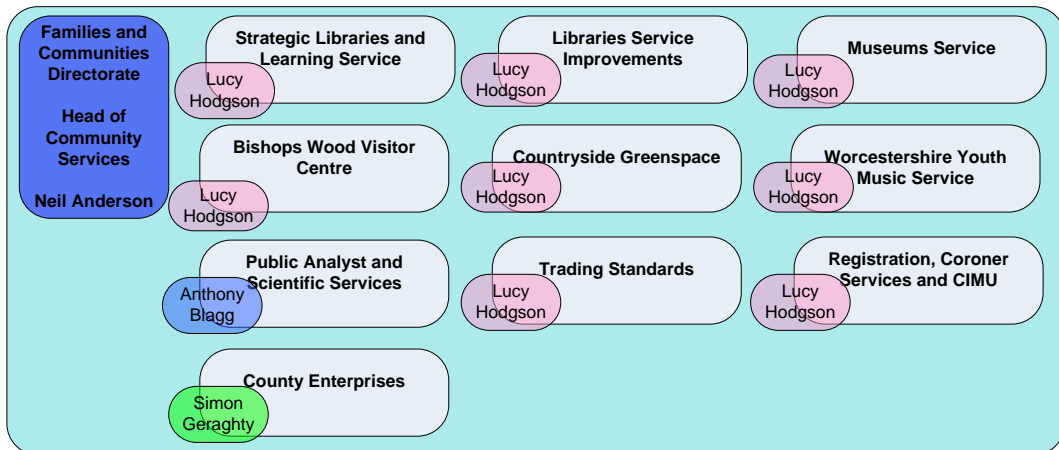 Families and
Communities
Directorate
Head of
Community
Services
Neil Anderson
Strategic Libraries and
Learning Service
Lucy
Hodgson
Libraries Service
Improvements
Lucy
Hodgson
Museums Service
Lucy
Hodgson
Bishops Wood Visitor
Centre
Lucy
Hodgson
Countryside Greenspace
Lucy
Hodgson
Worcestershire Youth
Music Service
Lucy
Hodgson
Public Analyst and
Scientific Services
Anthony
Blagg
Trading Standards
Lucy
Hodgson
Registration, Coroner
Services and CIMU
Lucy
Hodgson
County Enterprises
Simon
Geraghty